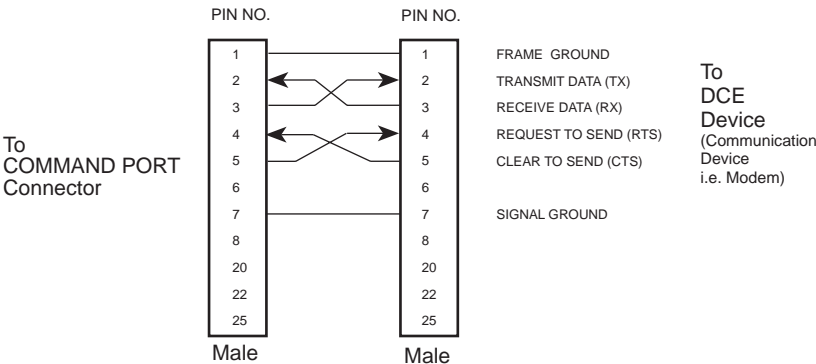 PIN NO. PIN NO.
1 1 FRAME GROUND
2 2 TRANSMIT DATA (TX)
3 3 RECEIVE DATA (RX)
4 4 REQUEST TO SEND (RTS)
5 5 CLEAR TO SEND (CTS)
6 6
7 7 SIGNAL GROUND
8 8
20 20
22 22
25 25
Male Male
To
COMMAND PORT
Connector
To
DCE
Device
(Communication
Device
i.e. Modem)